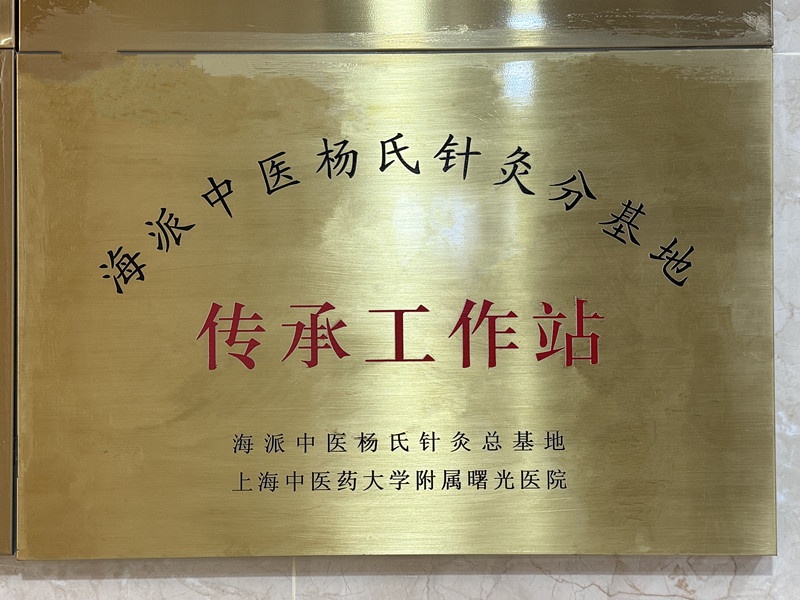 海派中医杨氏针灸分基地
传承工作站
海派中医杨氏针灸总基地
上海中医药大学附属曙光医院